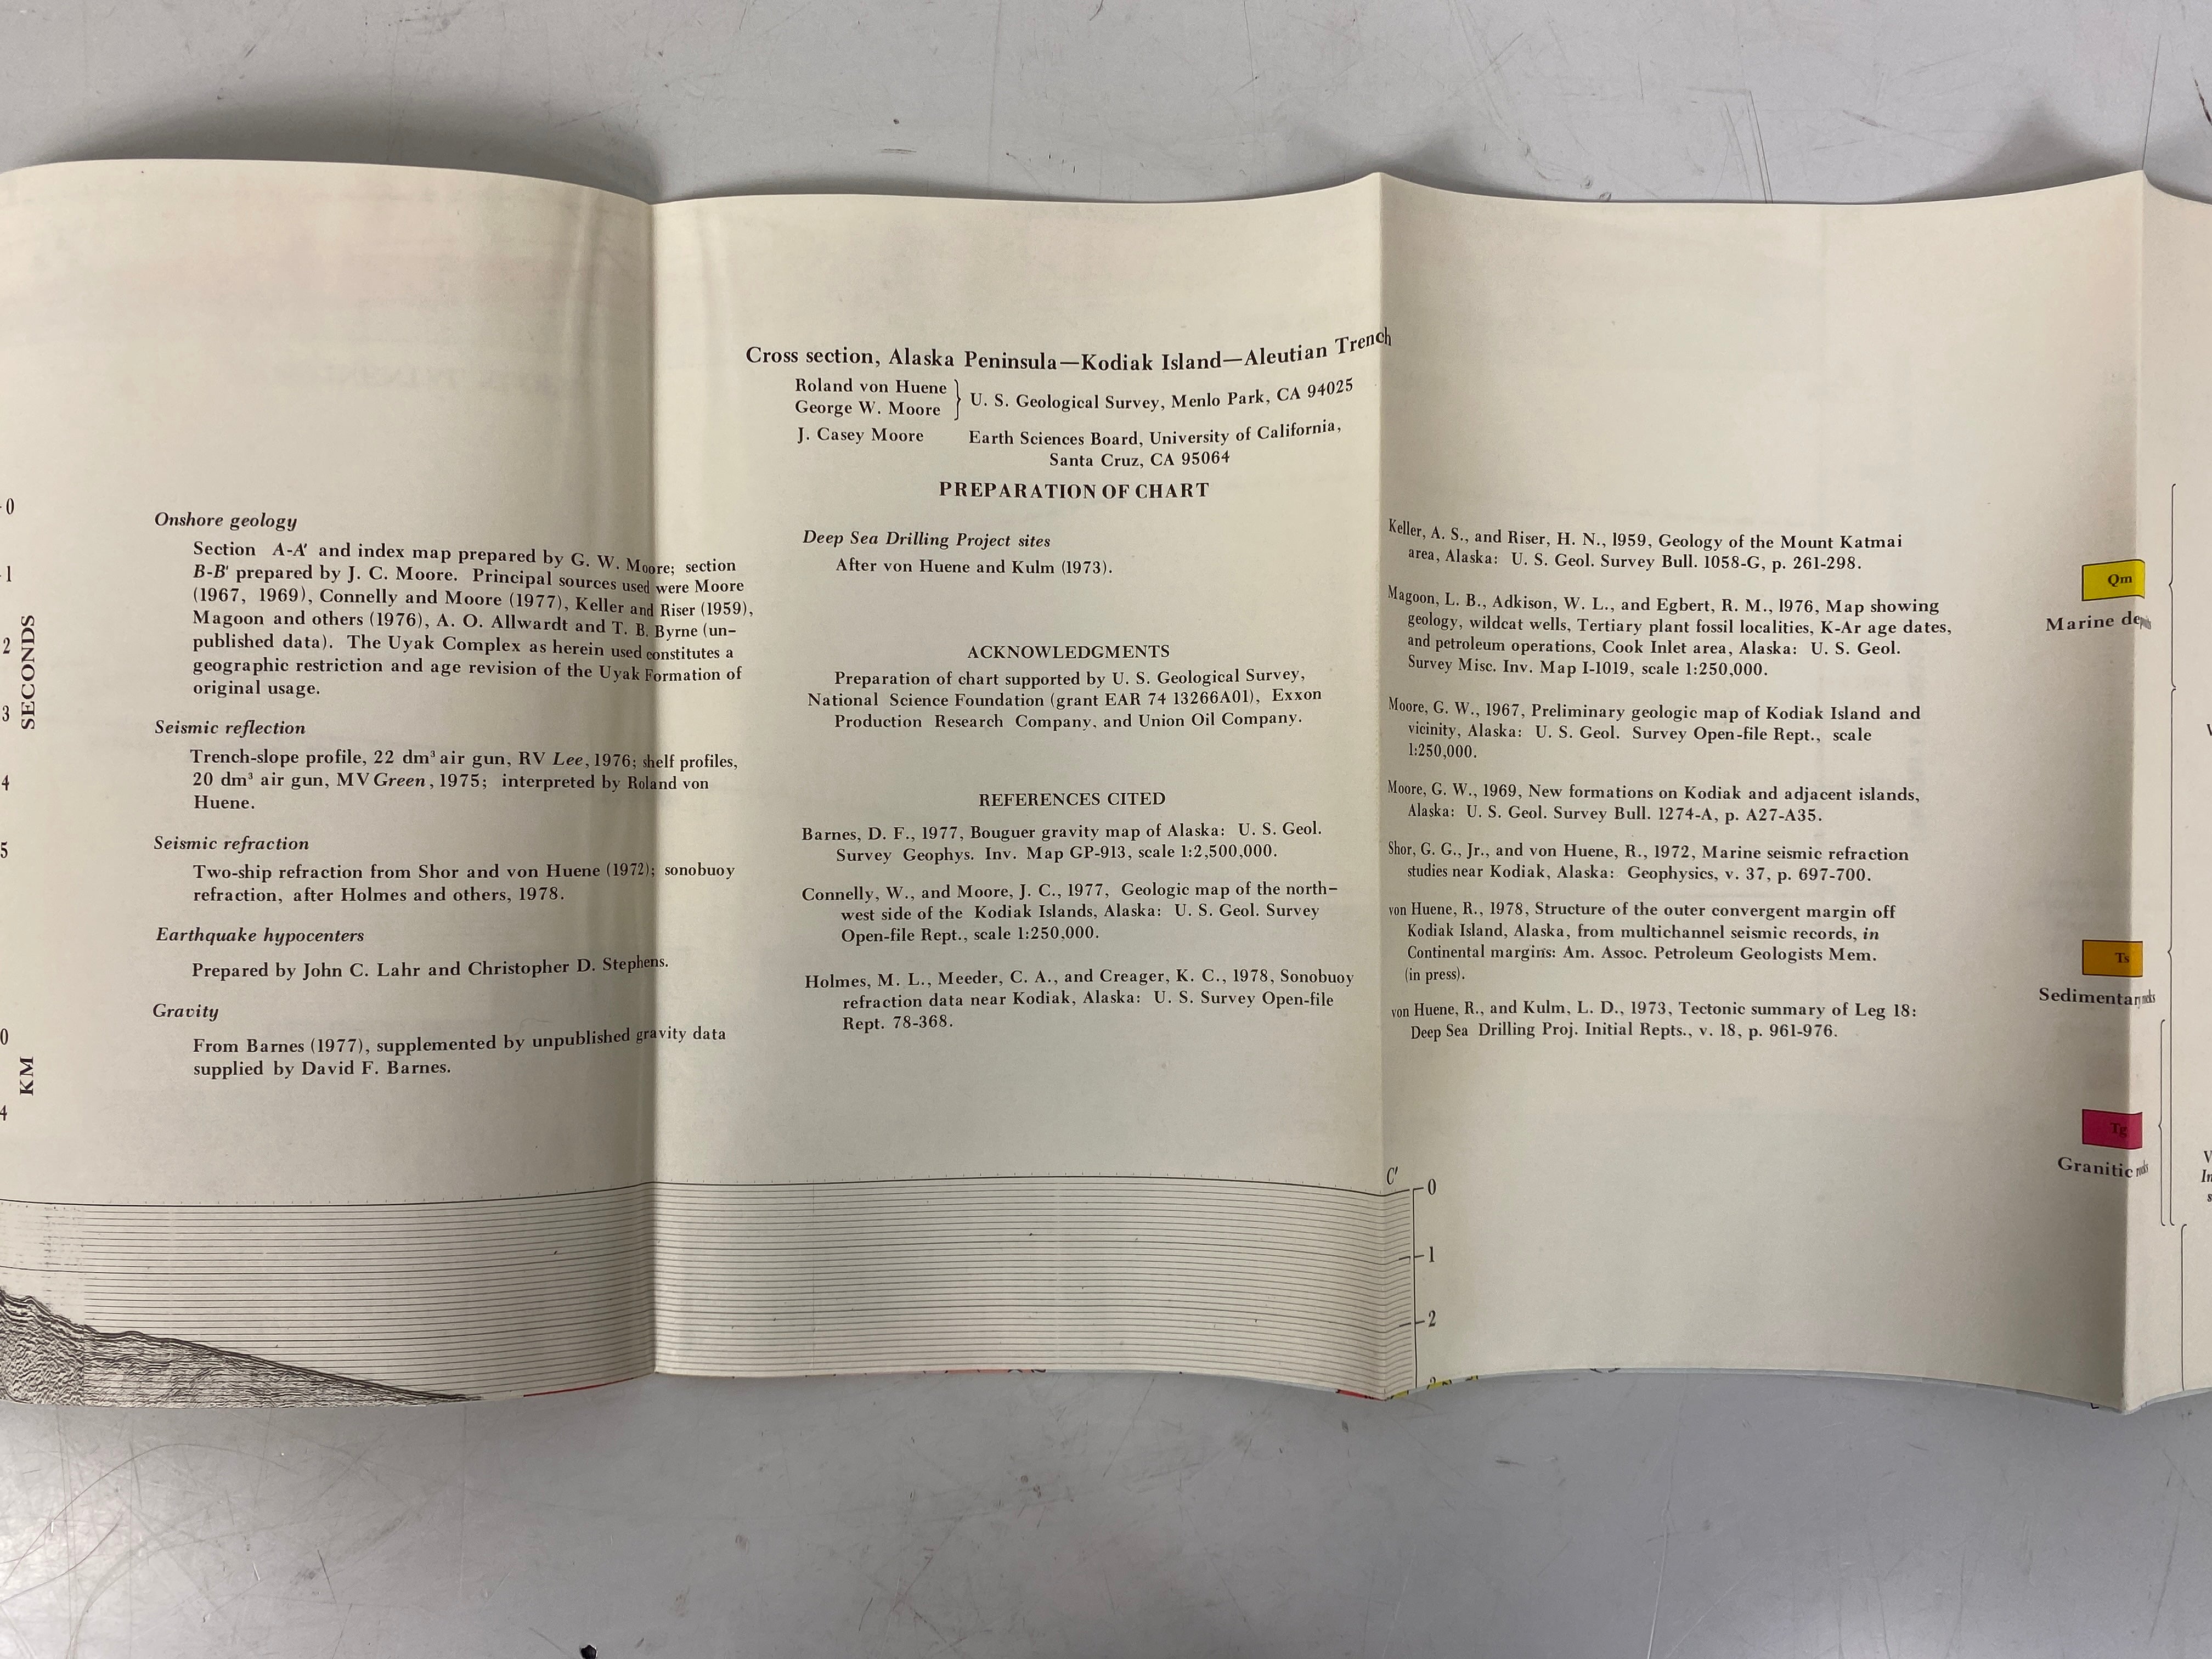 Cross section, Alaska Peninsula—Kodiak Island—Aleutian Trench
Roland von Huene
George W. Moore
U. S. Geological Survey, Menlo Park, CA 94025
J. Casey Moore
Earth Sciences Board, University of California,
Santa Cruz, CA 95064
PREPARATION OF CHART
0
1
2
3
4
5
SECONDS
0
4
KM
Onshore geology
Section A-A' and index map prepared by G. W. Moore; section
B-B' prepared by J. C. Moore. Principal sources used were Moore
(1967, 1969), Connelly and Moore (1977), Keller and Riser (1959),
Magoon and others (1976), A. O. Allwardt and T. B. Byrne (un-
published data). The Uyak Complex as herein used constitutes a
geographic restriction and age revision of the Uyak Formation of
original usage.
Seismic reflection
Trench-slope profile, 22 dm³ air gun, RV Lee, 1976; shelf profiles,
20 dm³ air gun, MV Green, 1975; interpreted by Roland von
Huene.
Seismic refraction
Two-ship refraction from Shor and von Huene (1972); sonobuoy
refraction, after Holmes and others, 1978.
Earthquake hypocenters
Prepared by John C. Lahr and Christopher D. Stephens.
Gravity
From Barnes (1977), supplemented by unpublished gravity data
supplied by David F. Barnes.
Deep Sea Drilling Project sites
After von Huene and Kulm (1973).
ACKNOWLEDGMENTS
Preparation of chart supported by U. S. Geological Survey,
National Science Foundation (grant EAR 74 13266A01), Exxon
Production Research Company, and Union Oil Company.
REFERENCES CITED
Barnes, D. F., 1977, Bouguer gravity map of Alaska: U. S. Geol.
Survey Geophys. Inv. Map GP-913, scale 1:2,500,000.
Connelly, W., and Moore, J. C., 1977, Geologic map of the north-
west side of the Kodiak Islands, Alaska: U. S. Geol. Survey
Open-file Rept., scale 1:250,000.
Holmes, M. L., Meeder, C. A., and Creager, K. C., 1978, Sonobuoy
refraction data near Kodiak, Alaska: U. S. Survey Open-file
Rept. 78-368.
Keller, A. S., and Riser, H. N., 1959, Geology of the Mount Katmai
area, Alaska: U. S. Geol. Survey Bull. 1058-G, p. 261-298.
Magoon, L. B., Adkison, W. L., and Egbert, R. M., 1976, Map showing
geology, wildcat wells, Tertiary plant fossil localities, K-Ar age dates,
and petroleum operations, Cook Inlet area, Alaska: U. S. Geol.
Survey Misc. Inv. Map I-1019, scale 1:250,000.
Moore, G. W., 1967, Preliminary geologic map of Kodiak Island and
vicinity, Alaska: U. S. Geol. Survey Open-file Rept., scale
1:250,000.
Moore, G. W., 1969, New formations on Kodiak and adjacent islands,
Alaska: U. S. Geol. Survey Bull. 1274-A, p. A27-A35.
Shor, G. G., Jr., and von Huene, R., 1972, Marine seismic refraction
studies near Kodiak, Alaska: Geophysics, v. 37, p. 697-700.
von Huene, R., 1978, Structure of the outer convergent margin off
Kodiak Island, Alaska, from multichannel seismic records, in
Continental margins: Am. Assoc. Petroleum Geologists Mem.
(in press).
von Huene, R., and Kulm, L. D., 1973, Tectonic summary of Leg 18:
Deep Sea Drilling Proj. Initial Repts., v. 18, p. 961-976.
Qm
Marine deposits
Ts
Sedimentary rocks
Tg
Granitic rocks
C'
0
1
2